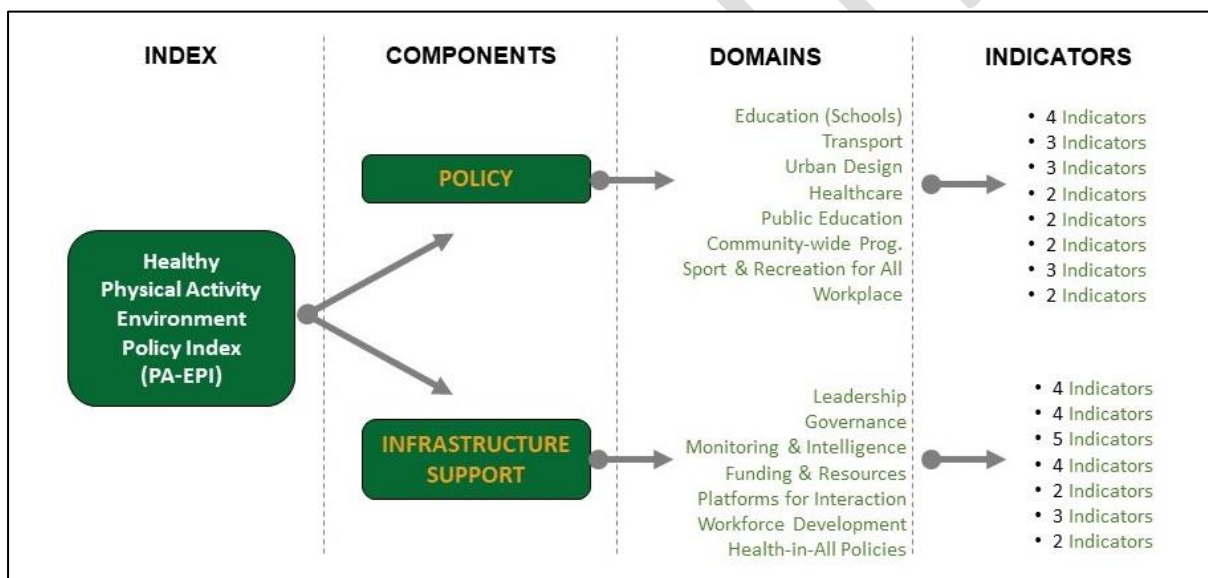 INDEX
COMPONENTS
DOMAINS
INDICATORS
Healthy
Physical Activity
Environment
Policy Index
(PA-EPI)
POLICY
Education (Schools)
Transport
Urban Design
Healthcare
Public Education
Community-wide Prog.
Sport & Recreation for All
Workplace
• 4 Indicators
• 3 Indicators
• 3 Indicators
• 2 Indicators
• 2 Indicators
• 2 Indicators
• 3 Indicators
• 2 Indicators
INFRASTRUCTURE
SUPPORT
Leadership
Governance
Monitoring & Intelligence
Funding & Resources
Platforms for Interaction
Workforce Development
Health-in-All Policies
• 4 Indicators
• 4 Indicators
• 5 Indicators
• 4 Indicators
• 2 Indicators
• 3 Indicators
• 2 Indicators